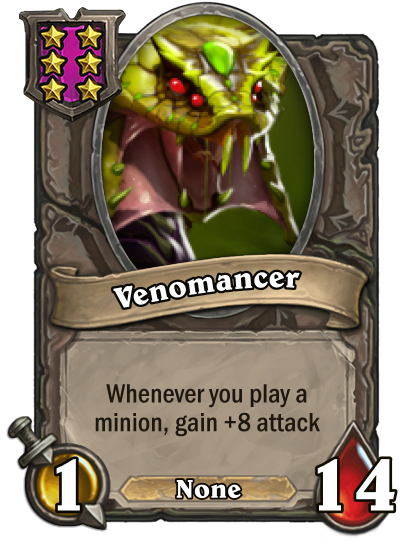 Venomancer
Whenever you play a
minion, gain +8 attack
1
None
14